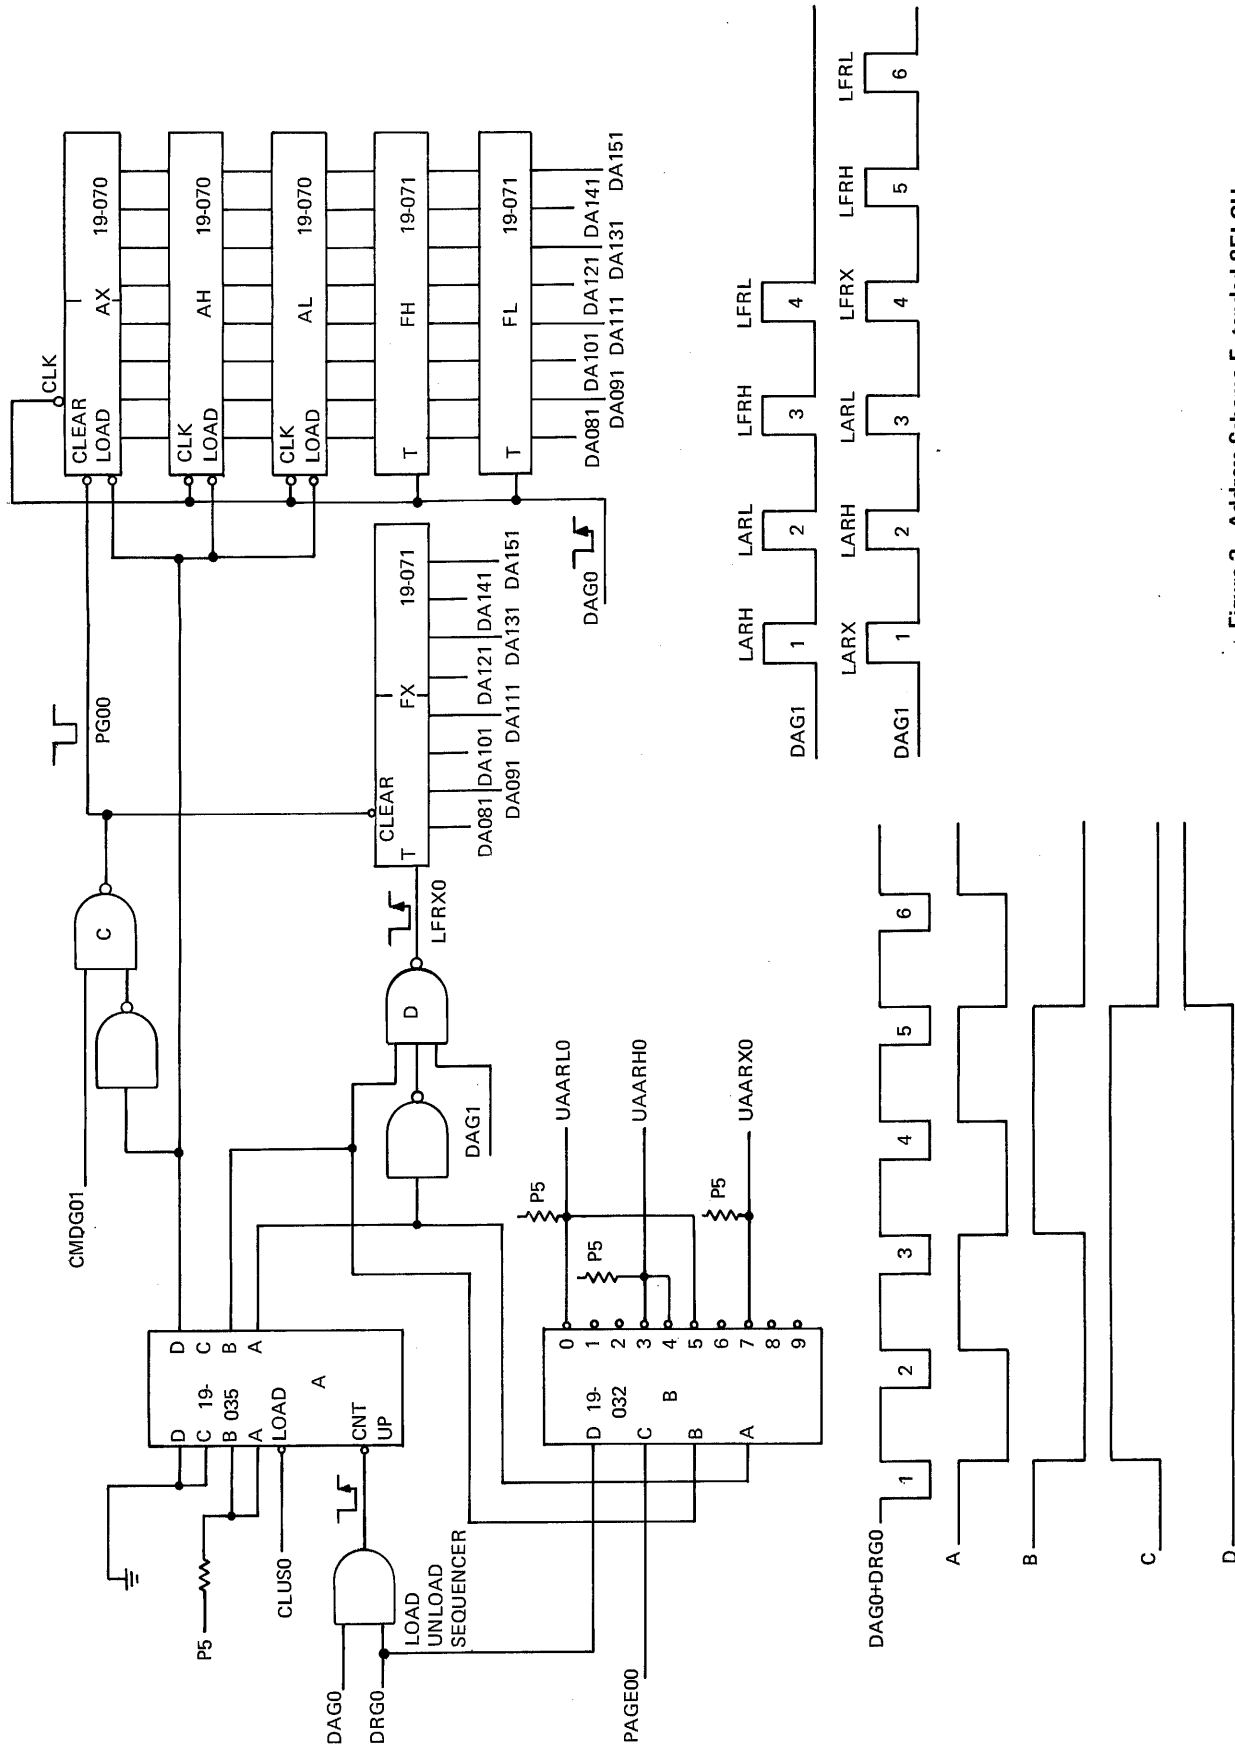 CMDG01
C
PG00
CLK
CLEAR
LOAD
AX
19-070
CLK
LOAD
AH
19-070
CLK
LOAD
AL
19-070
T
FH
19-071
T
FL
19-071
DA081
DA091
DA101
DA111
DA121
DA131
DA141
DA151
DAG0
CLEAR
T
FX
19-071
DA081
DA091
DA101
DA111
DA121
DA131
DA141
DA151
LFRX0
D
DAG1
P5
CLUS0
D
C
B
A
LOAD
CNT
UP
19-
035
A
D
C
B
A
DAG0
DRG0
LOAD
UNLOAD
SEQUENCER
PAGE00
D
C
B
A
19-
032
B
0
1
2
3
4
5
6
7
8
9
P5
P5
P5
UAARL0
UAARH0
UAARX0
DAG0+DRG0
1
2
3
4
5
6
A
B
C
D
DAG1
LARH
1
LARL
2
LFRH
3
LFRL
4
DAG1
LARX
1
LARH
2
LARL
3
LFRX
4
LFRH
5
LFRL
6